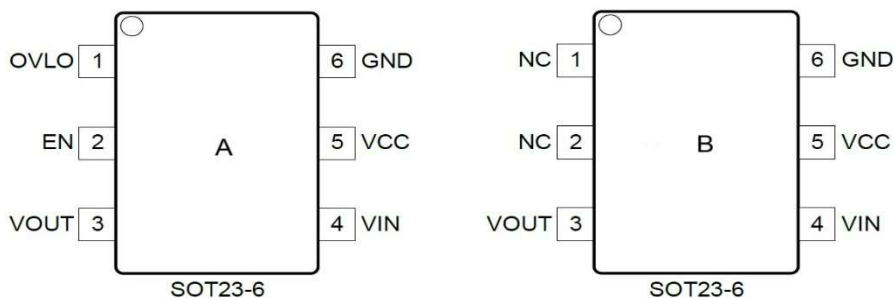 OVLO 1 6 GND NC 1 6 GND
EN 2 A 5 VCC NC 2 B 5 VCC
VOUT 3 4 VIN VOUT 3 4 VIN
SOT23-6 SOT23-6